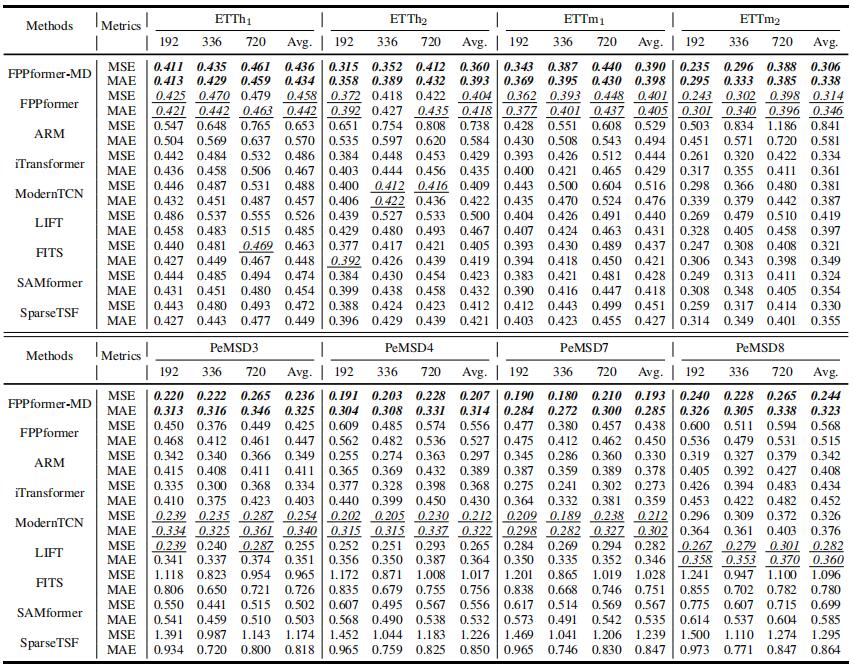 Methods Metrics ETTh1 ETTh2 ETTm1 ETTm2
192 336 720 Avg. 192 336 720 Avg. 192 336 720 Avg. 192 336 720 Avg.
FPPformer-MD MSE 0.411 0.435 0.461 0.436 0.315 0.352 0.412 0.360 0.343 0.387 0.440 0.390 0.235 0.296 0.388 0.306
MAE 0.413 0.429 0.459 0.434 0.358 0.389 0.432 0.393 0.369 0.395 0.430 0.398 0.295 0.333 0.385 0.338
FPPformer MSE 0.425 0.470 0.479 0.458 0.372 0.418 0.422 0.404 0.362 0.393 0.448 0.401 0.243 0.302 0.398 0.314
MAE 0.421 0.442 0.463 0.442 0.392 0.427 0.435 0.418 0.377 0.401 0.437 0.405 0.301 0.340 0.396 0.346
ARM MSE 0.547 0.648 0.765 0.653 0.651 0.754 0.808 0.738 0.428 0.551 0.608 0.529 0.503 0.834 1.186 0.841
MAE 0.504 0.569 0.637 0.570 0.535 0.597 0.620 0.584 0.430 0.508 0.543 0.494 0.451 0.571 0.720 0.581
iTransformer MSE 0.442 0.484 0.532 0.486 0.384 0.448 0.453 0.429 0.393 0.426 0.512 0.444 0.261 0.320 0.422 0.334
MAE 0.436 0.458 0.506 0.467 0.403 0.444 0.456 0.435 0.400 0.421 0.465 0.429 0.317 0.355 0.411 0.361
ModernTCN MSE 0.446 0.487 0.531 0.488 0.400 0.412 0.416 0.409 0.443 0.500 0.604 0.516 0.298 0.366 0.480 0.381
MAE 0.432 0.451 0.487 0.457 0.406 0.422 0.436 0.422 0.435 0.470 0.524 0.476 0.339 0.379 0.442 0.387
LIFT MSE 0.486 0.537 0.555 0.526 0.439 0.527 0.533 0.500 0.404 0.426 0.491 0.440 0.269 0.479 0.510 0.419
MAE 0.458 0.483 0.515 0.485 0.429 0.480 0.493 0.467 0.407 0.424 0.463 0.431 0.328 0.405 0.458 0.397
FITS MSE 0.440 0.481 0.469 0.463 0.377 0.417 0.421 0.405 0.393 0.430 0.489 0.437 0.247 0.308 0.408 0.321
MAE 0.427 0.449 0.467 0.448 0.392 0.426 0.439 0.419 0.394 0.418 0.450 0.421 0.306 0.343 0.398 0.349
SAMformer MSE 0.444 0.485 0.494 0.474 0.384 0.430 0.454 0.423 0.383 0.421 0.481 0.428 0.249 0.313 0.411 0.324
MAE 0.431 0.451 0.480 0.454 0.399 0.438 0.458 0.432 0.390 0.416 0.447 0.418 0.308 0.348 0.405 0.354
SparseTSF MSE 0.443 0.480 0.493 0.472 0.388 0.424 0.423 0.412 0.412 0.443 0.499 0.451 0.259 0.317 0.414 0.330
MAE 0.427 0.443 0.477 0.449 0.396 0.429 0.439 0.421 0.403 0.423 0.455 0.427 0.314 0.349 0.401 0.355
Methods Metrics PeMSD3 PeMSD4 PeMSD7 PeMSD8
192 336 720 Avg. 192 336 720 Avg. 192 336 720 Avg. 192 336 720 Avg.
FPPformer-MD MSE 0.220 0.222 0.265 0.236 0.191 0.203 0.228 0.207 0.190 0.180 0.210 0.193 0.240 0.228 0.265 0.244
MAE 0.313 0.316 0.346 0.325 0.304 0.308 0.331 0.314 0.284 0.272 0.300 0.285 0.326 0.305 0.338 0.323
FPPformer MSE 0.450 0.376 0.449 0.425 0.609 0.485 0.574 0.556 0.477 0.380 0.457 0.438 0.600 0.511 0.594 0.568
MAE 0.468 0.412 0.461 0.447 0.562 0.482 0.536 0.527 0.475 0.412 0.462 0.450 0.536 0.479 0.531 0.515
ARM MSE 0.342 0.340 0.366 0.349 0.255 0.274 0.363 0.297 0.345 0.286 0.360 0.330 0.319 0.327 0.379 0.342
MAE 0.415 0.408 0.411 0.411 0.365 0.369 0.432 0.389 0.387 0.359 0.389 0.378 0.405 0.392 0.427 0.408
iTransformer MSE 0.335 0.300 0.368 0.334 0.377 0.328 0.398 0.368 0.275 0.241 0.302 0.273 0.426 0.394 0.483 0.434
MAE 0.410 0.375 0.423 0.403 0.440 0.399 0.450 0.430 0.364 0.332 0.381 0.359 0.453 0.422 0.482 0.452
ModernTCN MSE 0.239 0.235 0.287 0.254 0.202 0.205 0.230 0.212 0.209 0.189 0.238 0.212 0.296 0.309 0.372 0.326
MAE 0.334 0.325 0.361 0.340 0.315 0.315 0.337 0.322 0.298 0.282 0.327 0.302 0.364 0.361 0.403 0.376
LIFT MSE 0.239 0.240 0.287 0.255 0.252 0.251 0.293 0.265 0.284 0.269 0.294 0.282 0.267 0.279 0.301 0.282
MAE 0.341 0.337 0.374 0.351 0.356 0.350 0.387 0.364 0.350 0.335 0.352 0.346 0.358 0.353 0.370 0.360
FITS MSE 1.118 0.823 0.954 0.965 1.172 0.871 1.008 1.017 1.201 0.865 1.019 1.028 1.241 0.947 1.100 1.096
MAE 0.806 0.650 0.721 0.726 0.835 0.679 0.755 0.756 0.838 0.668 0.746 0.751 0.855 0.702 0.782 0.780
SAMformer MSE 0.550 0.441 0.515 0.502 0.607 0.495 0.567 0.556 0.617 0.514 0.569 0.567 0.775 0.607 0.715 0.699
MAE 0.541 0.459 0.510 0.503 0.568 0.490 0.538 0.532 0.573 0.491 0.542 0.535 0.614 0.537 0.604 0.585
SparseTSF MSE 1.391 0.987 1.143 1.174 1.452 1.044 1.183 1.226 1.469 1.041 1.206 1.239 1.500 1.110 1.274 1.295
MAE 0.934 0.720 0.800 0.818 0.965 0.759 0.825 0.850 0.965 0.746 0.830 0.847 0.973 0.771 0.847 0.864